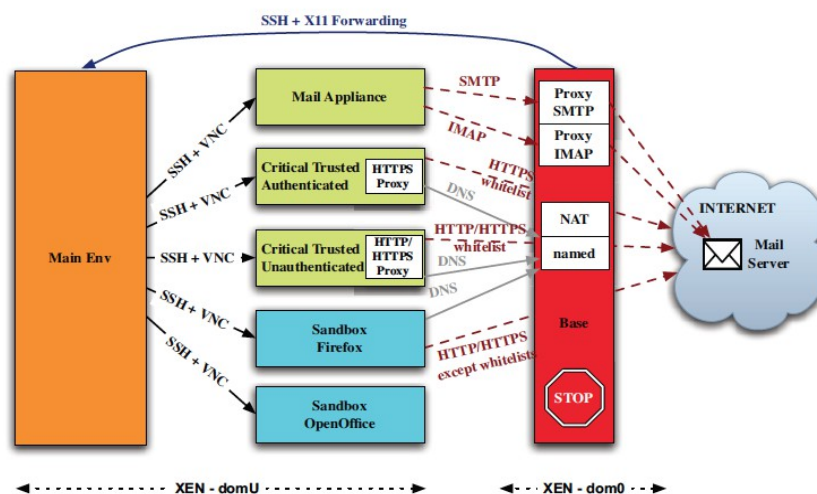 SSH + X11 Forwarding
Main Env
SSH + VNC
SSH + VNC
SSH + VNC
SSH + VNC
SSH + VNC
Mail Appliance
Critical Trusted
Authenticated
HTTPS
Proxy
Critical Trusted
Unauthenticated
HTTP/
HTTPS
Proxy
Sandbox
Firefox
Sandbox
OpenOffice
SMTP
IMAP
HTTPS
whitelist
DNS
HTTP/HTTPS
whitelist
DNS
DNS
HTTP/HTTPS
except whitelists
Proxy
SMTP
Proxy
IMAP
NAT
named
Base
STOP
INTERNET
Mail
Server
XEN - domU
XEN - dom0